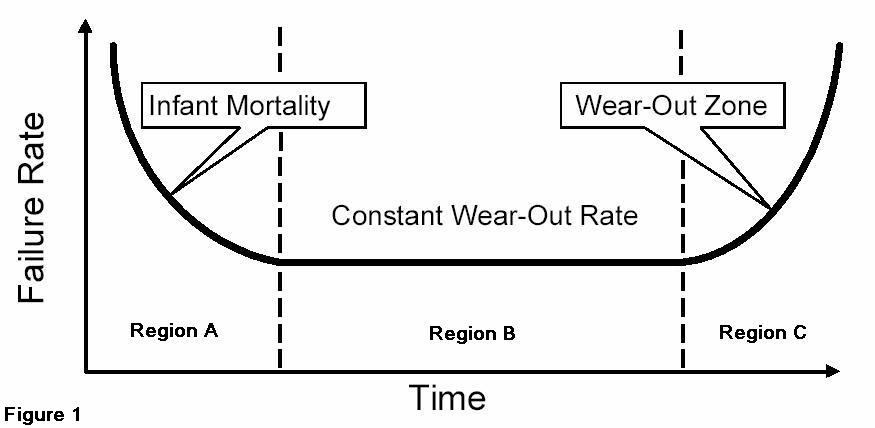 Failure Rate
Infant Mortality
Wear-Out Zone
Constant Wear-Out Rate
Region A
Region B
Region C
Time
Figure 1